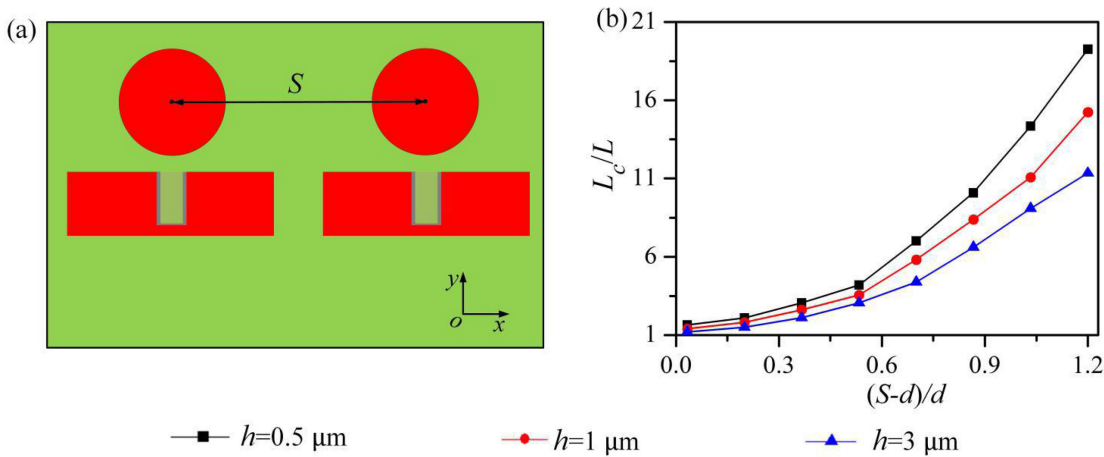 (a)
S
y
o
x
(b)
L_c/L
21
16
11
6
1
0.0
0.3
0.6
0.9
1.2
(S-d)/d
h=0.5 μm
h=1 μm
h=3 μm